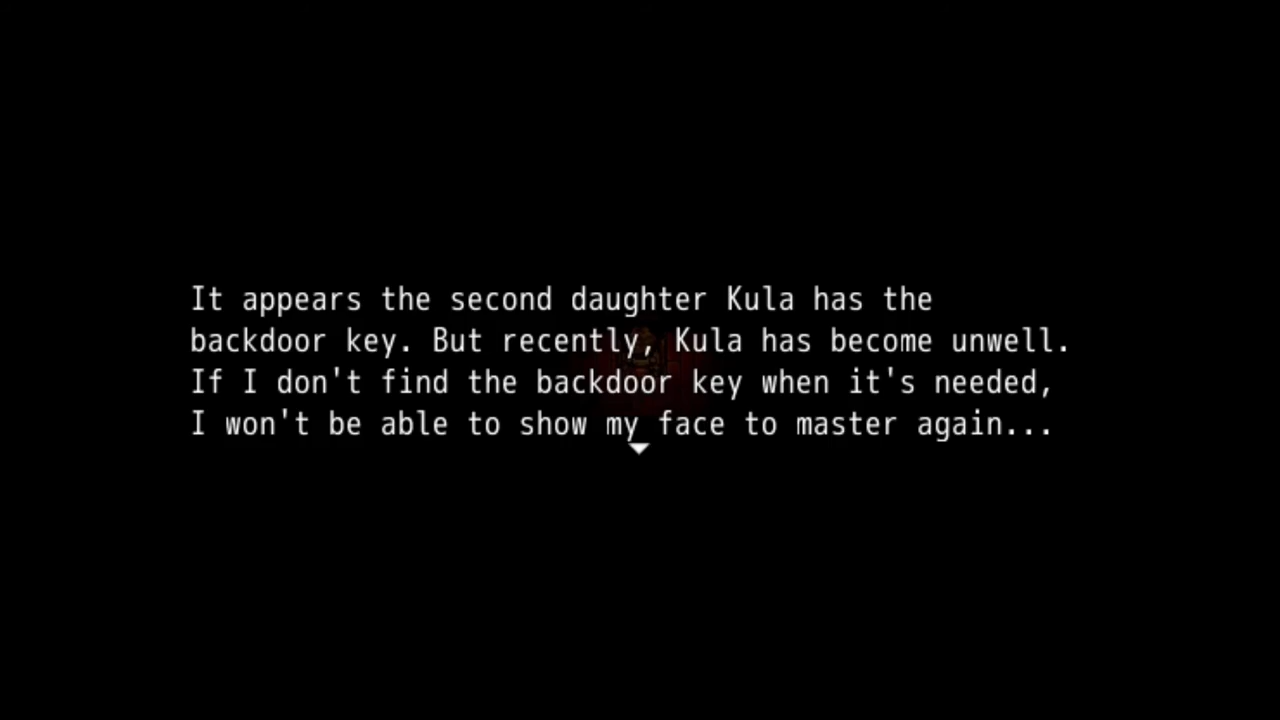 It appears the second daughter Kula has the
backdoor key. But recently, Kula has become unwell.
If I don't find the backdoor key when it's needed,
I won't be able to show my face to master again...